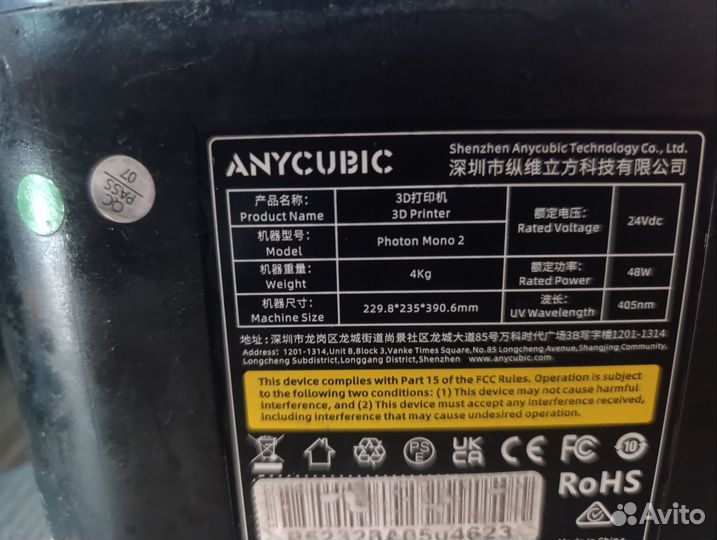 QC
PASS
07
ANYCUBIC
Shenzhen Anycubic Technology Co., Ltd.
深圳市纵维立方科技有限公司
产品名称:
Product Name
3D打印机
3D Printer
额定电压:
Rated Voltage
24Vdc
机器型号:
Model
Photon Mono 2
机器重量:
Weight
4Kg
额定功率:
Rated Power
48W
机器尺寸:
Machine Size
229.8*235*390.6mm
波长:
UV Wavelength
405nm
地址: 深圳市龙岗区龙城街道尚景社区龙城大道85号万科时代广场3B写字楼1201-1314
Address: 1201-1314,Unit B,Block 3,Vanke Times Square,No.85 Longcheng Avenue,Shangjing Community,
Longcheng Subdistrict,Longgang District,Shenzhen www.anycubic.com
This device complies with Part 15 of the FCC Rules. Operation is subject
to the following two conditions: (1) This device may not cause harmful
interference, and (2) This device must accept any interference received,
including interference that may cause undesired operation.
PSE
UKCA
CE
FC
10
RoHS
Made in China
Avito